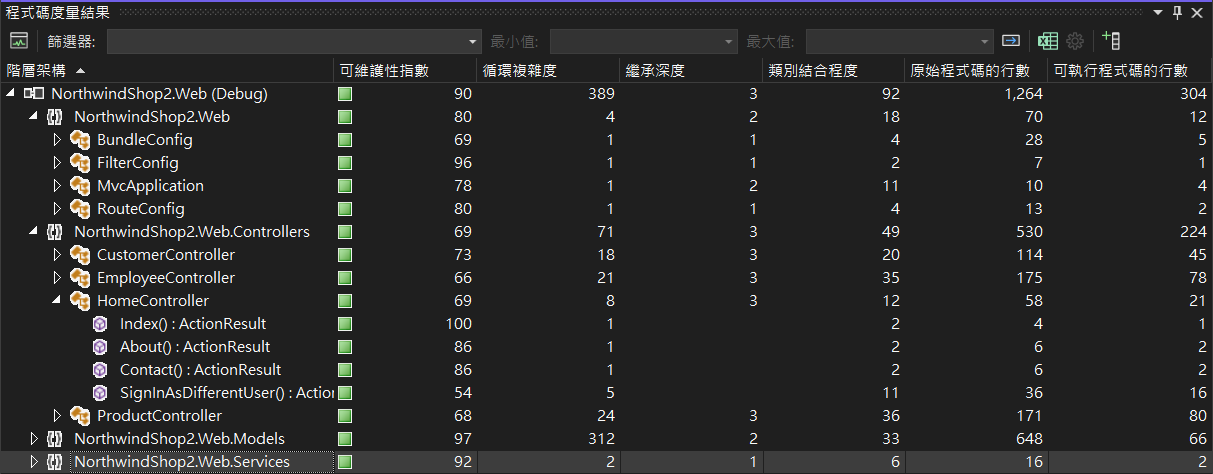 程式碼度量結果
篩選器: 最小值: 最大值:
階層架構 可維護性指數 循環複雜度 繼承深度 類別結合程度 原始程式碼的行數 可執行程式碼的行數
NorthwindShop2.Web (Debug) 90 389 3 92 1,264 304
NorthwindShop2.Web 80 4 2 18 70 12
BundleConfig 69 1 1 4 28 5
FilterConfig 96 1 1 2 7 1
MvcApplication 78 1 2 11 10 4
RouteConfig 80 1 1 4 13 2
NorthwindShop2.Web.Controllers 69 71 3 49 530 224
CustomerController 73 18 3 20 114 45
EmployeeController 66 21 3 35 175 78
HomeController 69 8 3 12 58 21
Index() : ActionResult 100 1 2 4 1
About() : ActionResult 86 1 2 6 2
Contact() : ActionResult 86 1 2 6 2
SignInAsDifferentUser() : Action 54 5 11 36 16
ProductController 68 24 3 36 171 80
NorthwindShop2.Web.Models 97 312 2 33 648 66
NorthwindShop2.Web.Services 92 2 1 6 16 2